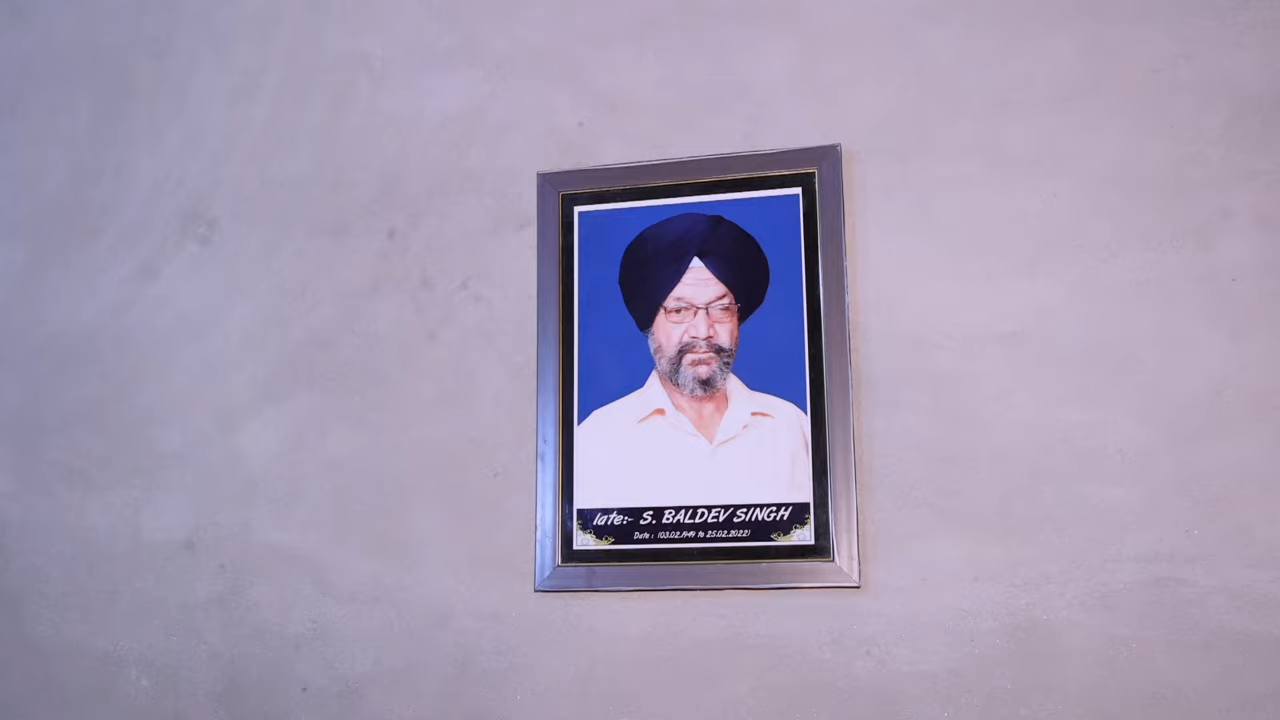 late:- S. BALDEV SINGH
Date : (03.02.1949 to 25.02.2022)